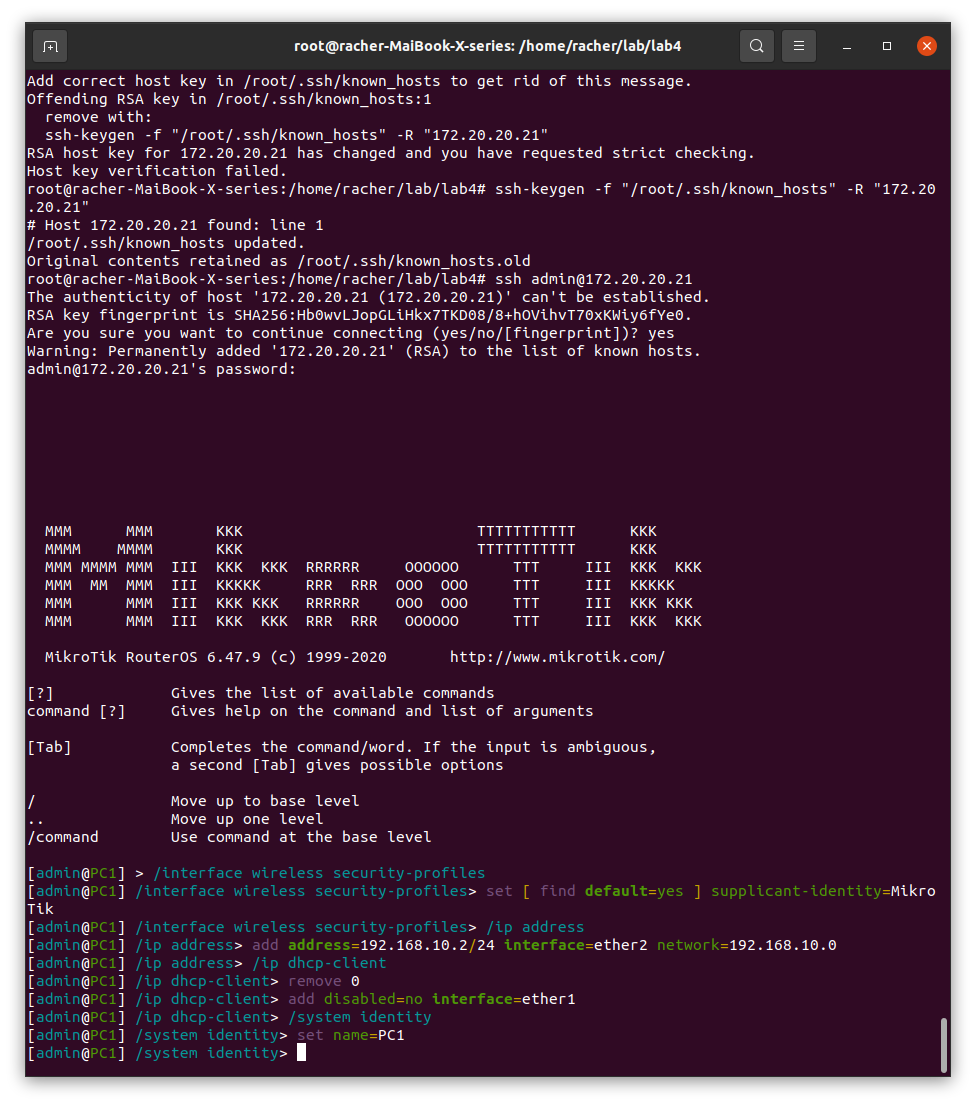 root@racher-MaiBook-X-series: /home/racher/lab/lab4
Add correct host key in /root/.ssh/known_hosts to get rid of this message.
Offending RSA key in /root/.ssh/known_hosts:1
  remove with:
  ssh-keygen -f "/root/.ssh/known_hosts" -R "172.20.20.21"
RSA host key for 172.20.20.21 has changed and you have requested strict checking.
Host key verification failed.
root@racher-MaiBook-X-series:/home/racher/lab/lab4# ssh-keygen -f "/root/.ssh/known_hosts" -R "172.20
.20.21"
# Host 172.20.20.21 found: line 1
/root/.ssh/known_hosts updated.
Original contents retained as /root/.ssh/known_hosts.old
root@racher-MaiBook-X-series:/home/racher/lab/lab4# ssh admin@172.20.20.21
The authenticity of host '172.20.20.21 (172.20.20.21)' can't be established.
RSA key fingerprint is SHA256:Hb0wvLJopGLiHkx7TKD08/8+hOVihvT70xKWiy6fYe0.
Are you sure you want to continue connecting (yes/no/[fingerprint])? yes
Warning: Permanently added '172.20.20.21' (RSA) to the list of known hosts.
admin@172.20.20.21's password:
  MMM      MMM       KKK                          TTTTTTTTTTT      KKK
  MMMM    MMMM       KKK                          TTTTTTTTTTT      KKK
  MMM MMMM MMM  III  KKK  KKK  RRRRRR     OOOOOO      TTT     III  KKK  KKK
  MMM  MM  MMM  III  KKKKK     RRR  RRR  OOO  OOO     TTT     III  KKKKK
  MMM      MMM  III  KKK KKK   RRRRRR    OOO  OOO     TTT     III  KKK KKK
  MMM      MMM  III  KKK  KKK  RRR  RRR   OOOOOO      TTT     III  KKK  KKK
  MikroTik RouterOS 6.47.9 (c) 1999-2020       http://www.mikrotik.com/
[?]             Gives the list of available commands
command [?]     Gives help on the command and list of arguments
[Tab]           Completes the command/word. If the input is ambiguous,
                a second [Tab] gives possible options
/               Move up to base level
..              Move up one level
/command        Use command at the base level
[admin@PC1] > /interface wireless security-profiles
[admin@PC1] /interface wireless security-profiles> set [ find default=yes ] supplicant-identity=Mikro
Tik
[admin@PC1] /interface wireless security-profiles> /ip address
[admin@PC1] /ip address> add address=192.168.10.2/24 interface=ether2 network=192.168.10.0
[admin@PC1] /ip address> /ip dhcp-client
[admin@PC1] /ip dhcp-client> remove 0
[admin@PC1] /ip dhcp-client> add disabled=no interface=ether1
[admin@PC1] /ip dhcp-client> /system identity
[admin@PC1] /system identity> set name=PC1
[admin@PC1] /system identity>